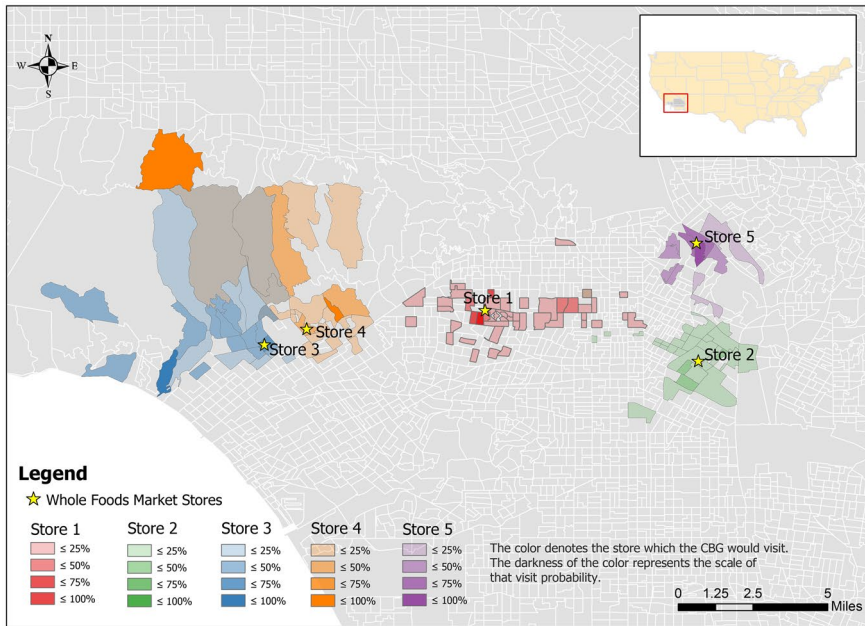 N
W E
S
Store 5
Store 1
Store 4
Store 3
Store 2
Legend
Whole Foods Market Stores
Store 1
≤ 25%
≤ 50%
≤ 75%
≤ 100%
Store 2
≤ 25%
≤ 50%
≤ 75%
≤ 100%
Store 3
≤ 25%
≤ 50%
≤ 75%
≤ 100%
Store 4
≤ 25%
≤ 50%
≤ 75%
≤ 100%
Store 5
≤ 25%
≤ 50%
≤ 75%
≤ 100%
The color denotes the store which the CBG would visit.
The darkness of the color represents the scale of
that visit probability.
0 1.25 2.5 5
Miles